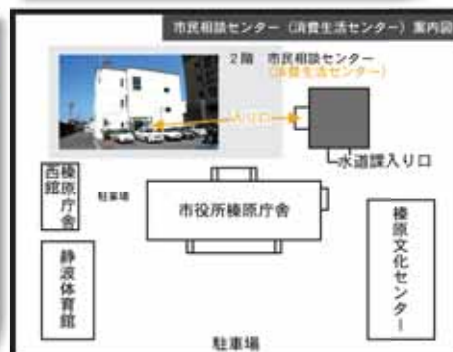 市民相談センター（消費生活センター）案内図
2階 市民相談センター
（消費生活センター）
入り口
水道課入り口
榛原庁舎
西館
駐車場
市役所榛原庁舎
静波体育館
榛原文化センター
駐車場